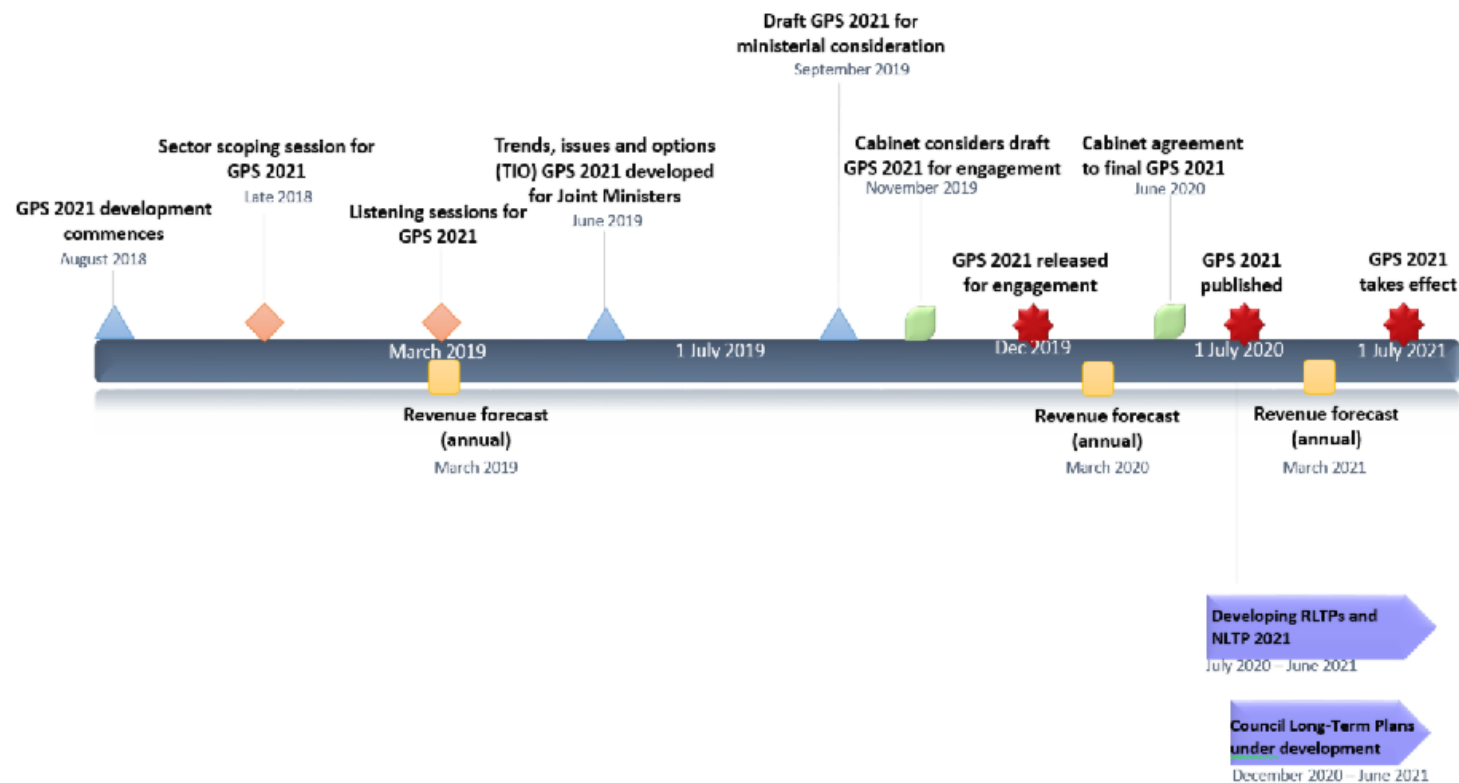 Draft GPS 2021 for
ministerial consideration
September 2019
Sector scoping session for
GPS 2021
Late 2018
Trends, issues and options
(TIO) GPS 2021 developed
for Joint Ministers
June 2019
Cabinet considers draft
GPS 2021 for engagement
November 2019
Cabinet agreement
to final GPS 2021
June 2020
GPS 2021 development
commences
August 2018
Listening sessions for
GPS 2021
GPS 2021 released
for engagement
GPS 2021
published
GPS 2021
takes effect
March 2019
1 July 2019
Dec 2019
1 July 2020
1 July 2021
Revenue forecast
(annual)
March 2019
Revenue forecast
(annual)
March 2020
Revenue forecast
(annual)
March 2021
Developing RLTPs and
NLTP 2021
July 2020 – June 2021
Council Long-Term Plans
under development
December 2020 – June 2021